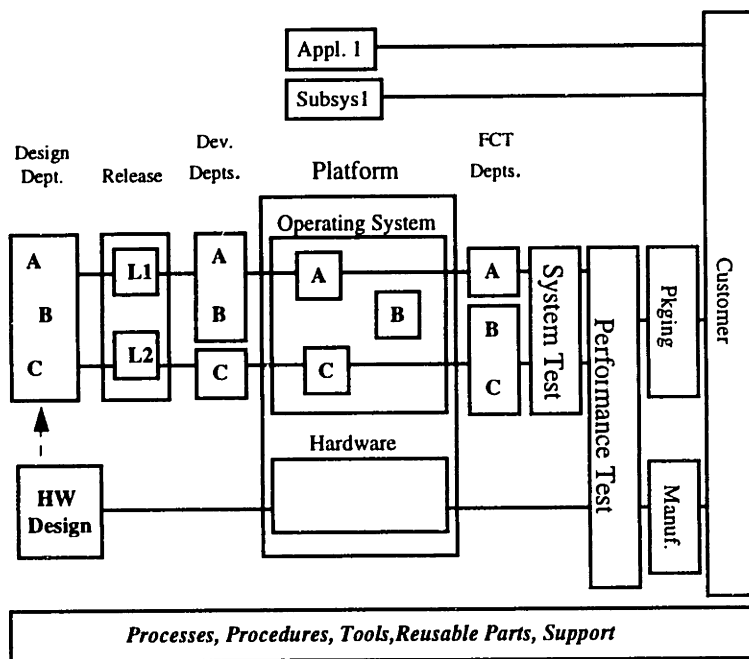 Appl. 1
Subsys1
Design
Dept.
Release
Dev.
Depts.
Platform
FCT
Depts.
Operating System
A
B
C
L1
L2
A
B
C
A
B
C
A
B
C
System Test
Performance Test
Pkging
Customer
Hardware
HW
Design
Manuf.
Processes, Procedures, Tools,Reusable Parts, Support